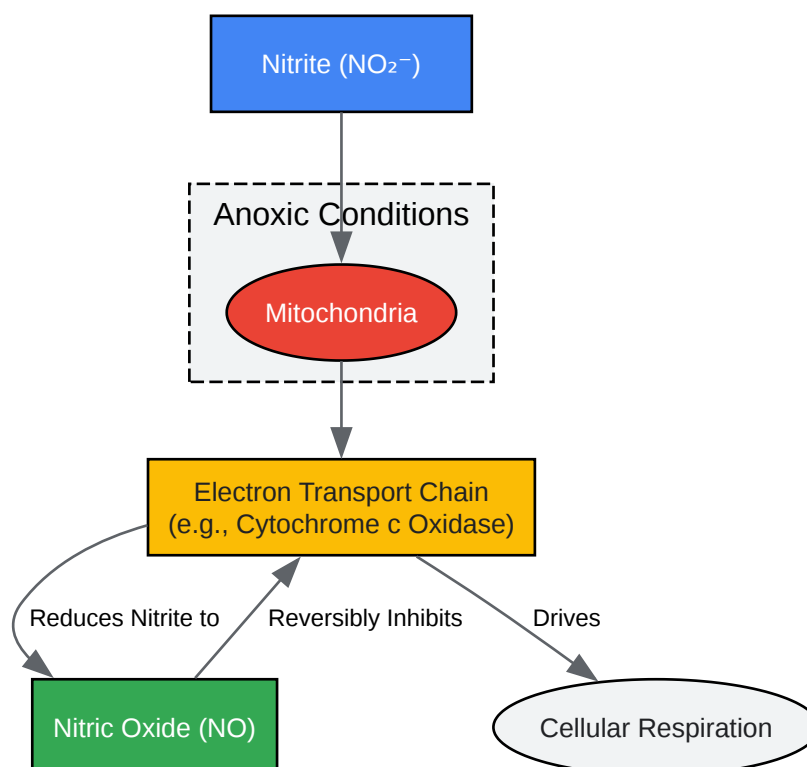 Nitrite (NO₂⁻)
Anoxic Conditions
Mitochondria
Electron Transport Chain
(e.g., Cytochrome c Oxidase)
Reduces Nitrite to
Reversibly Inhibits
Drives
Nitric Oxide (NO)
Cellular Respiration